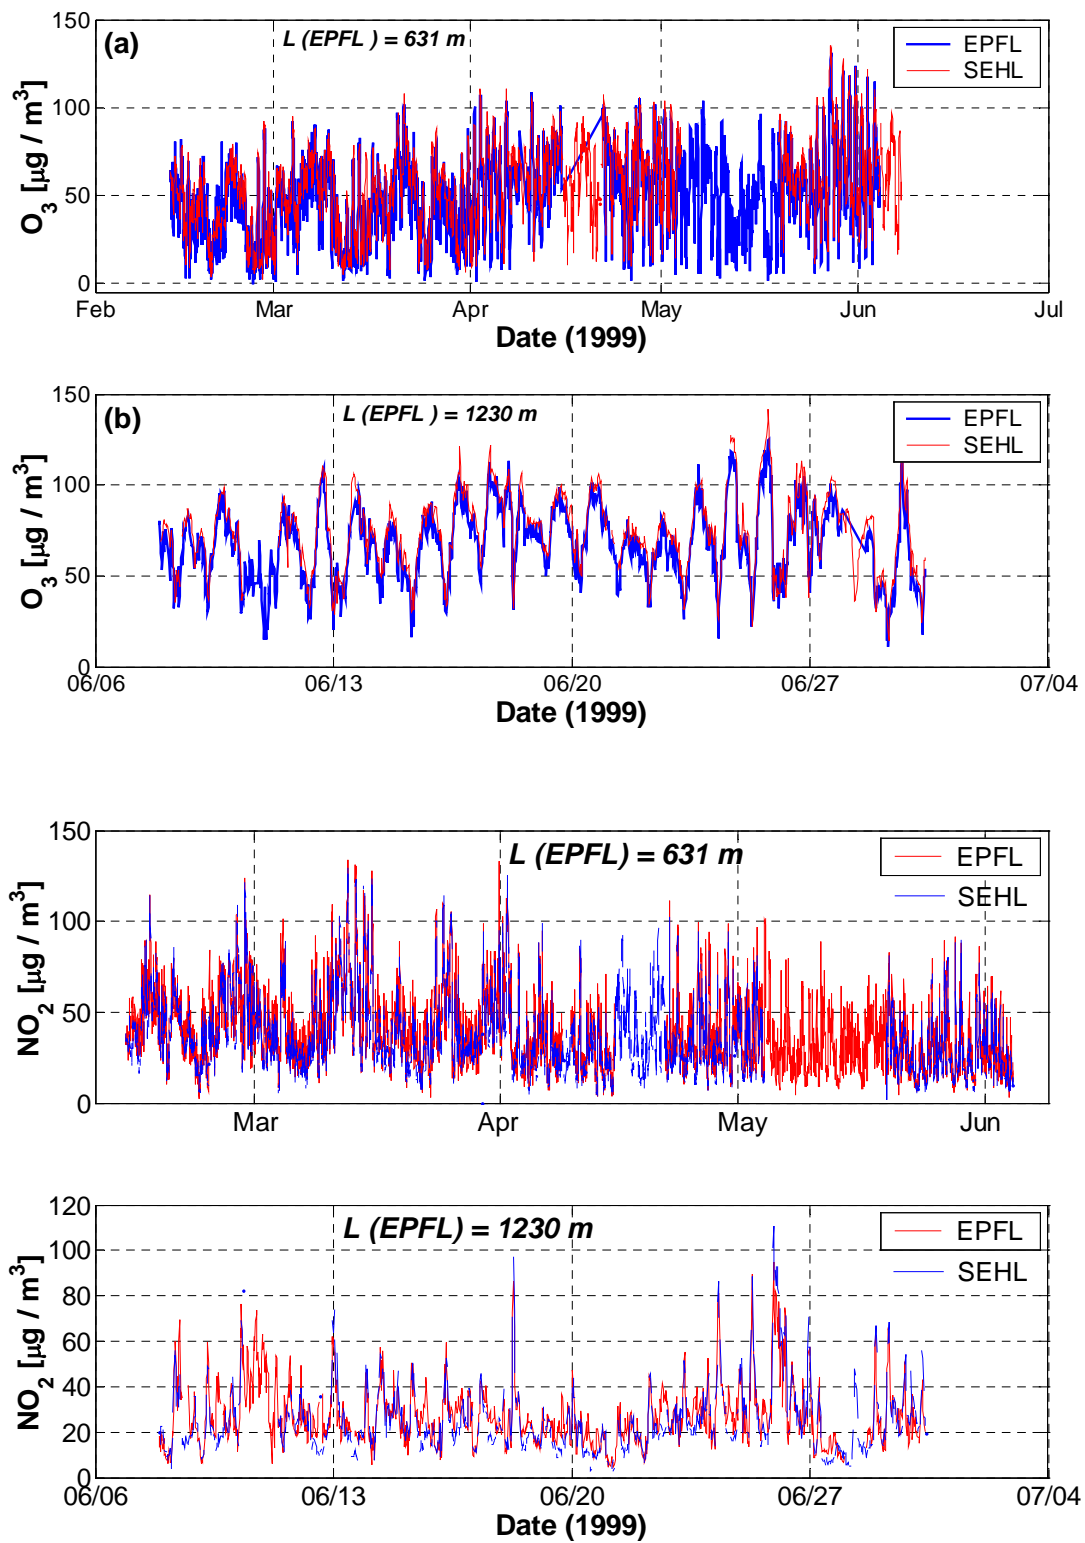 (a)
L (EPFL ) = 631 m
EPFL
SEHL
150
100
50
0
O3 [µg / m3]
Feb Mar Apr May Jun Jul
Date (1999)
(b)
L (EPFL ) = 1230 m
EPFL
SEHL
150
100
50
0
O3 [µg / m3]
06/06 06/13 06/20 06/27 07/04
Date (1999)
L (EPFL) = 631 m
EPFL
SEHL
150
100
50
0
NO2 [µg / m3]
Mar Apr May Jun
L (EPFL) = 1230 m
EPFL
SEHL
120
100
80
60
40
20
0
NO2 [µg / m3]
06/06 06/13 06/20 06/27 07/04
Date (1999)